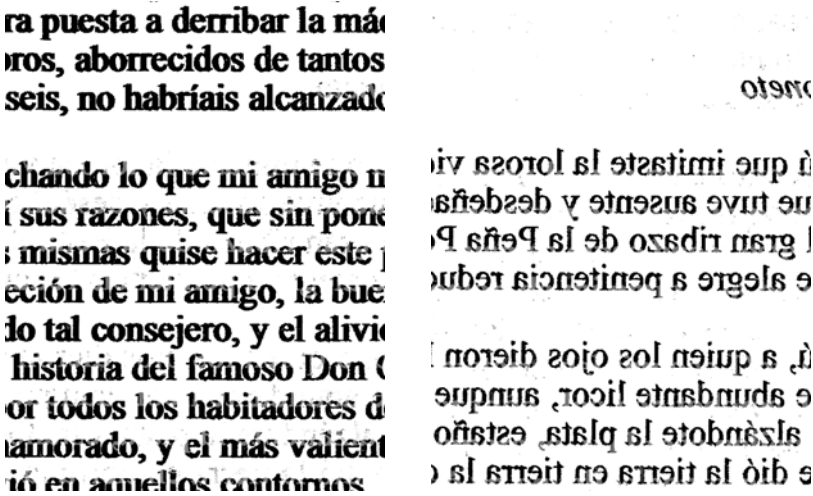 ra puesta a derribar la má
ros, aborrecidos de tantos
seis, no habríais alcanzado
chando lo que mi amigo
í sus razones, que sin pone
mismas quise hacer este
eción de mi amigo, la bue
do tal consejero, y el alivi
historia del famoso Don
or todos los habitadores d
amorado, y el más valient
ió en aquellos contornos
oneto
ú que imitaste la lorosa vi
ue tuve ausente y desdeña
l gran ribazo de la Peña P
e alegre a penitencia redu
ú, a quien los ojos dieron
e abundante licor, aunque
alzándote la plata, estaño
e dió la tierra en tierra la